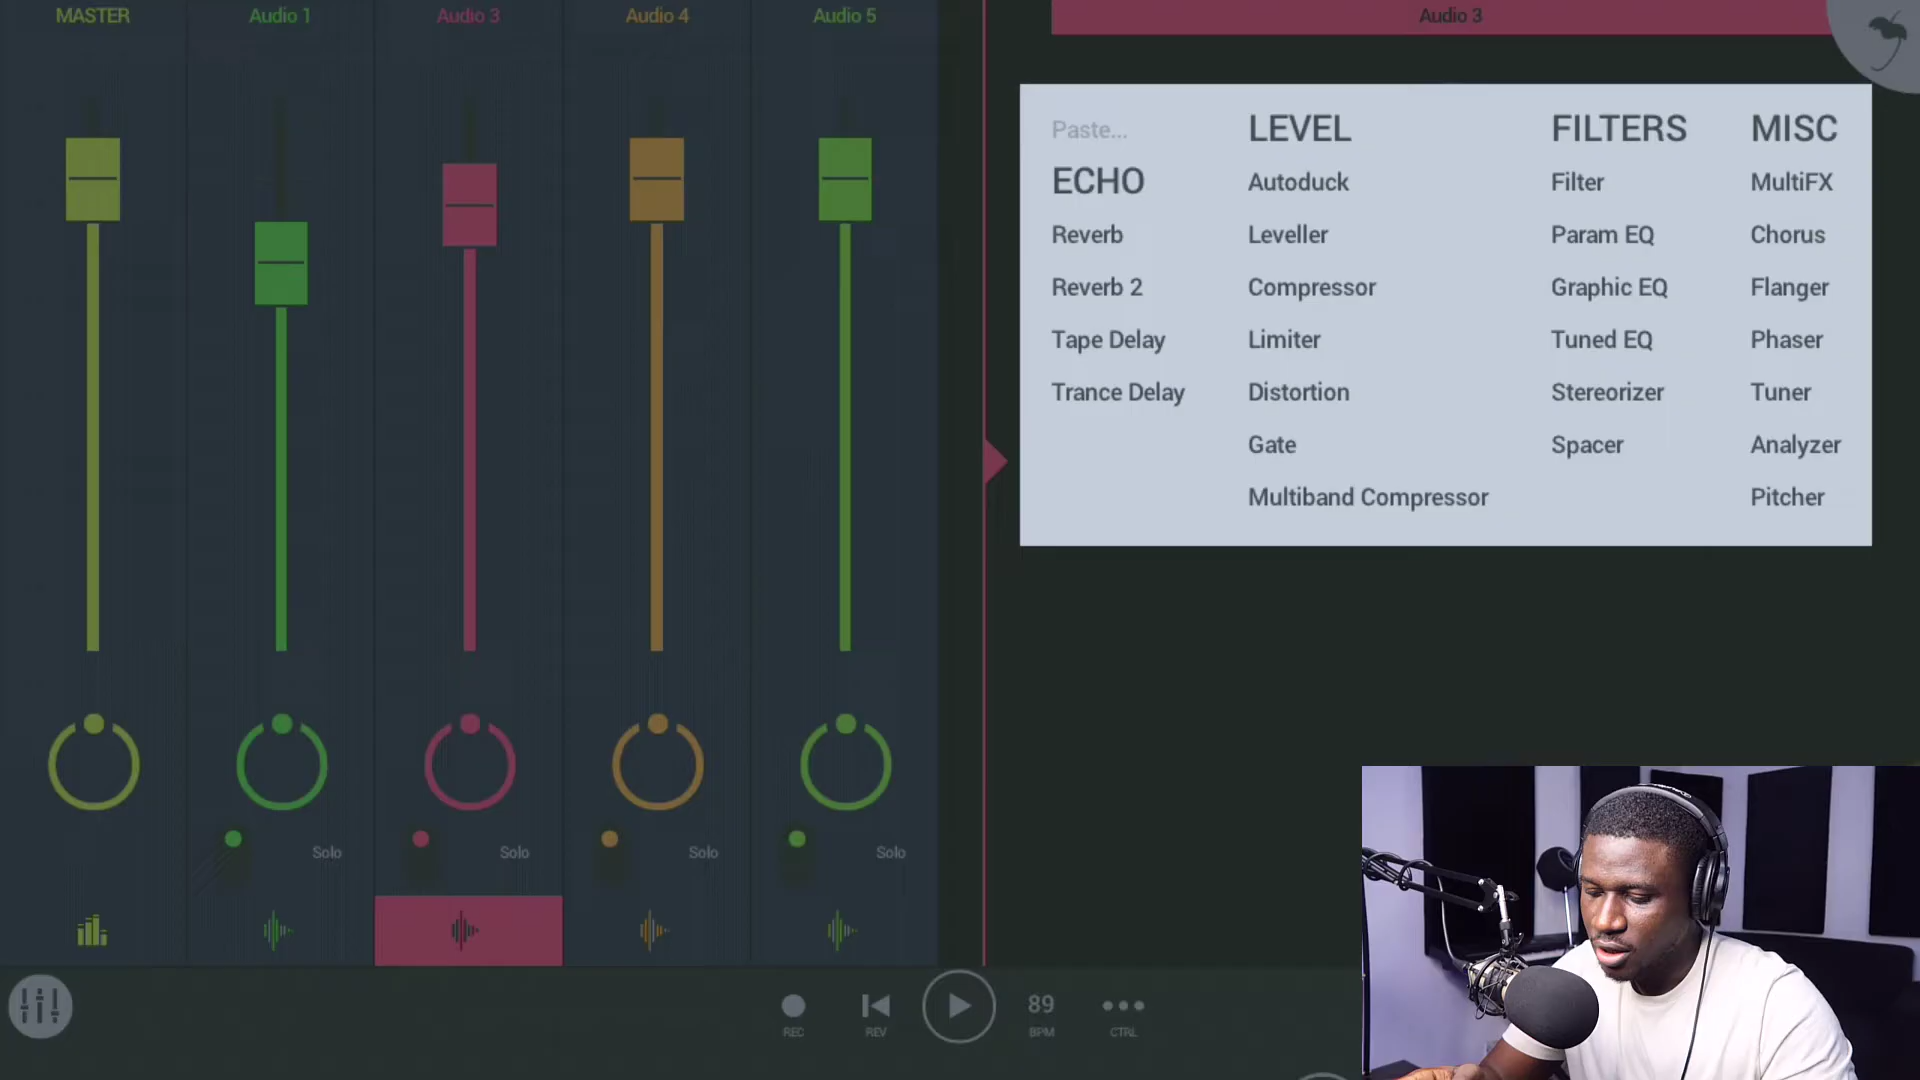 MASTER
Audio 1
Audio 3
Audio 4
Audio 5
Audio 3
Paste...
ECHO
Reverb
Reverb 2
Tape Delay
Trance Delay
LEVEL
Autoduck
Leveller
Compressor
Limiter
Distortion
Gate
Multiband Compressor
FILTERS
Filter
Param EQ
Graphic EQ
Tuned EQ
Stereorizer
Spacer
MISC
MultiFX
Chorus
Flanger
Phaser
Tuner
Analyzer
Pitcher
Solo
Solo
Solo
Solo
REC
REV
89
BPM
CTRL